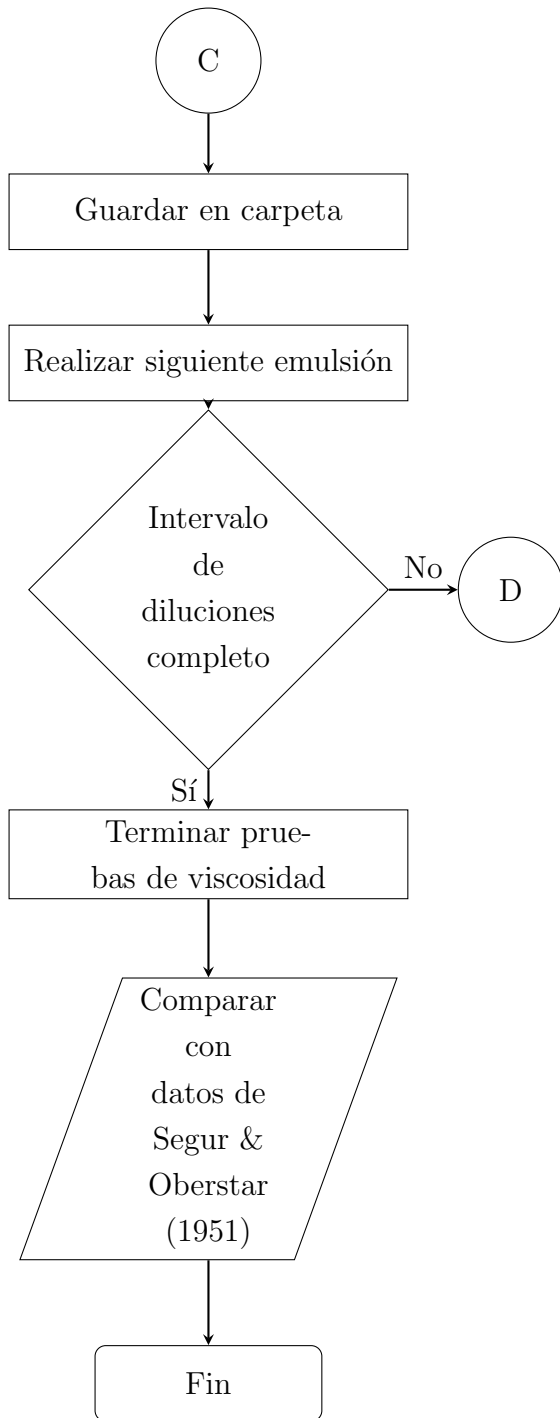 C
Guardar en carpeta
Realizar siguiente emulsión
Intervalo
de
diluciones
completo
No
D
Sí
Terminar prue-
bas de viscosidad
Comparar
con
datos de
Segur &
Oberstar
(1951)
Fin